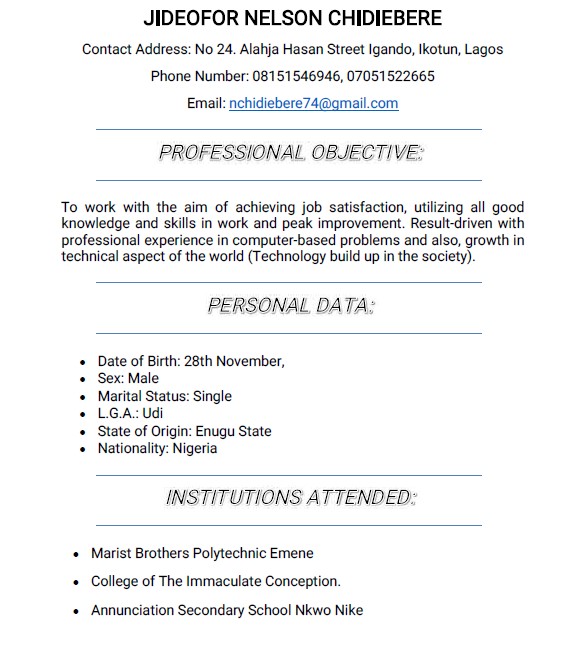 JIDEOFOR NELSON CHIDIEBERE
Contact Address: No 24. Alahja Hasan Street Igando, Ikotun, Lagos
Phone Number: 08151546946, 07051522665
Email: nchidiebere74@gmail.com
PROFESSIONAL OBJECTIVE:
To work with the aim of achieving job satisfaction, utilizing all good
knowledge and skills in work and peak improvement. Result-driven with
professional experience in computer-based problems and also, growth in
technical aspect of the world (Technology build up in the society).
PERSONAL DATA:
• Date of Birth: 28th November,
• Sex: Male
• Marital Status: Single
• L.G.A.: Udi
• State of Origin: Enugu State
• Nationality: Nigeria
INSTITUTIONS ATTENDED:
• Marist Brothers Polytechnic Emene
• College of The Immaculate Conception.
• Annunciation Secondary School Nkwo Nike